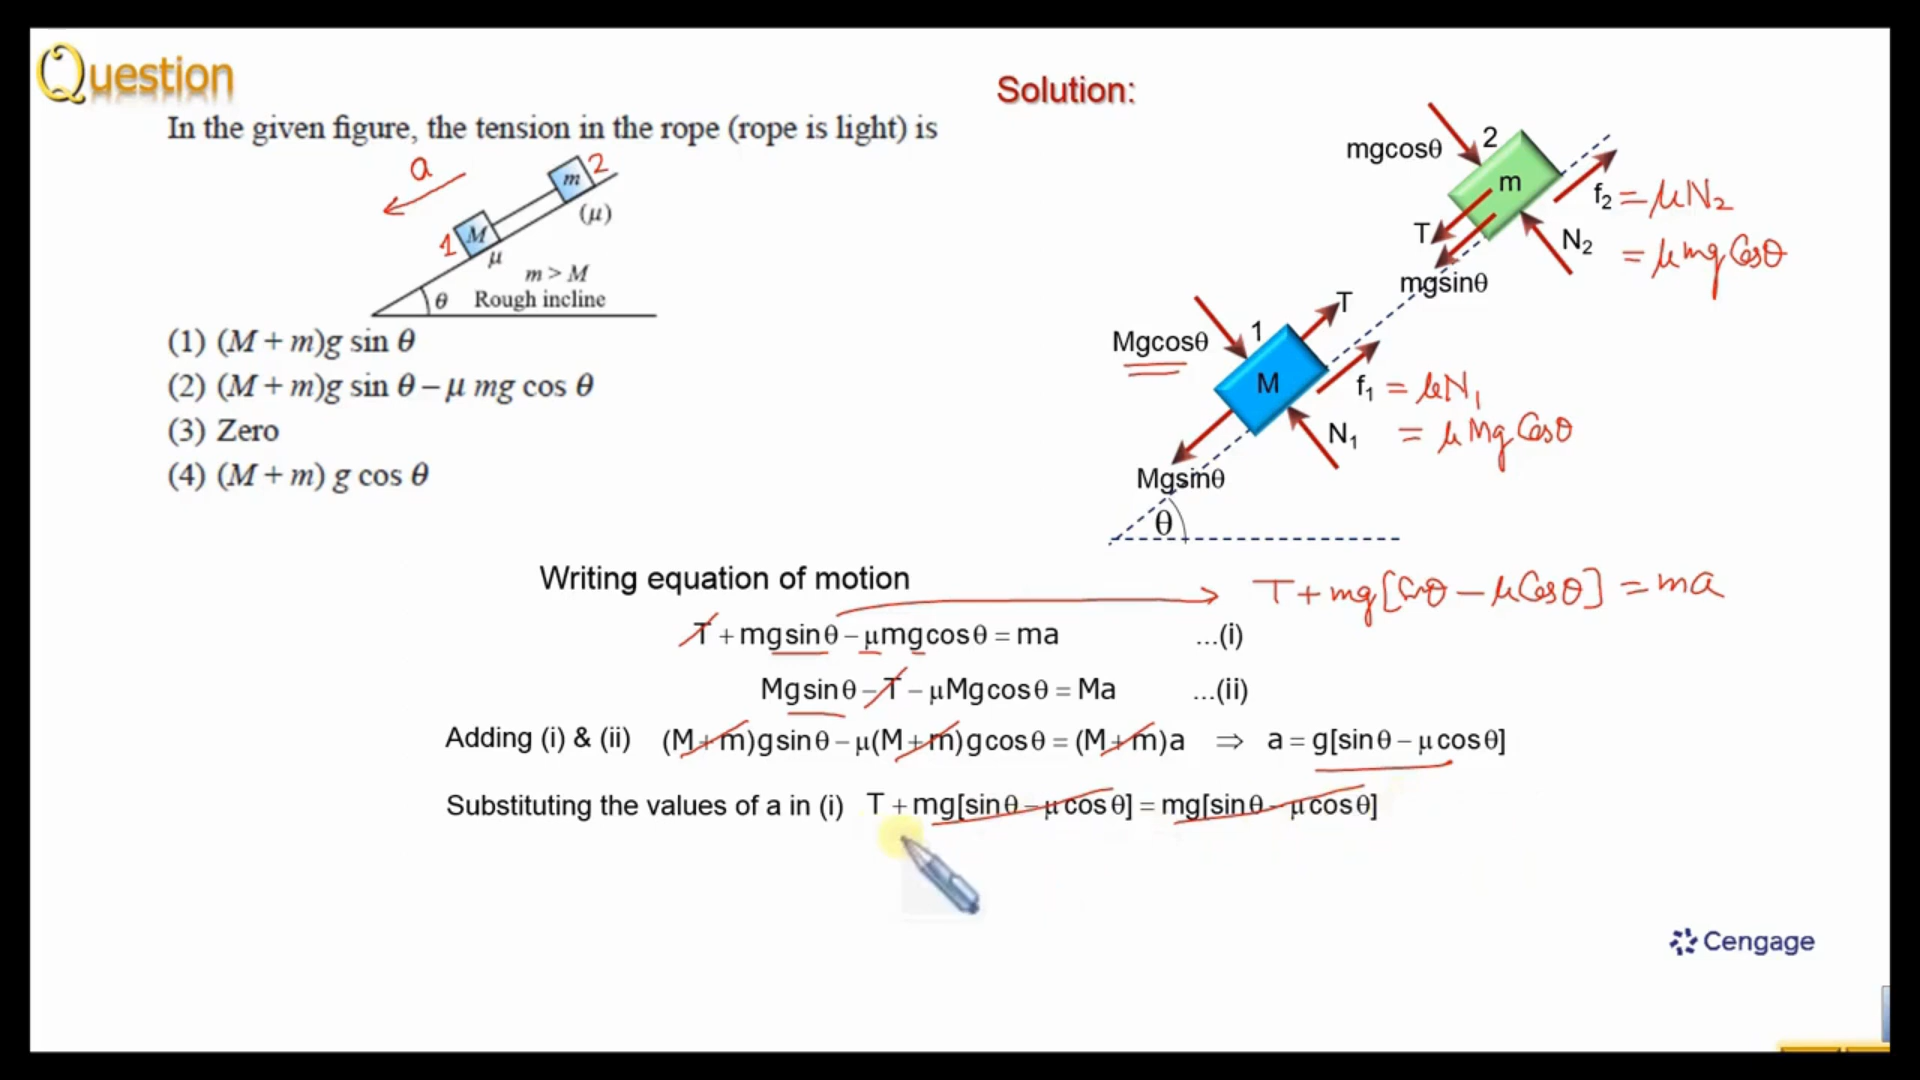 Question
In the given figure, the tension in the rope (rope is light) is
a
2
m
(μ)
1
M
μ
m > M
θ Rough incline
(1) (M + m)g sin θ
(2) (M + m)g sin θ – μ mg cos θ
(3) Zero
(4) (M + m) g cos θ
Solution:
mgcosθ
2
m
f₂ = μN₂
T
N₂
= μmg Cosθ
mgsinθ
T
Mgcosθ
1
M
f₁ = μN₁
N₁
= μMg Cosθ
Mgsinθ
θ
Writing equation of motion
T + mg[Sinθ – μCosθ] = ma
T + mgsinθ – μmgcosθ = ma ...(i)
Mgsinθ – T – μMgcosθ = Ma ...(ii)
Adding (i) & (ii) (M+m)gsinθ – μ(M+m)gcosθ = (M+m)a ⇒ a = g[sinθ – μcosθ]
Substituting the values of a in (i) T + mg[sinθ – μcosθ] = mg[sinθ – μcosθ]
Cengage